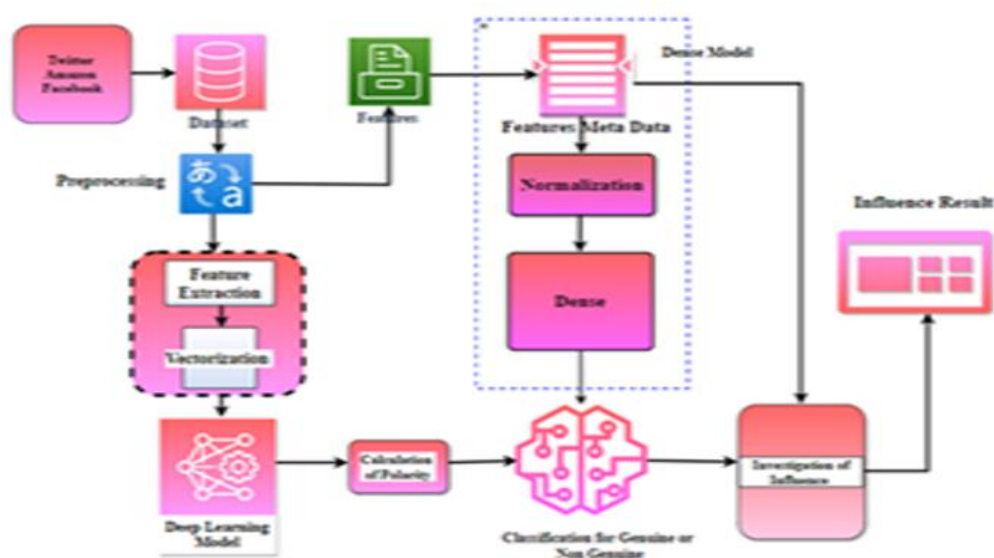 Twitter
Amazon
Facebook
Dataset
Features
Dense Model
Features Meta Data
Preprocessing
あ
a
Normalization
Influence Result
Feature
Extraction
Dense
Vectorization
Calculation
of Polarity
Investigation of
Influence
Deep Learning
Model
Classification for Genuine or
Non Genuine